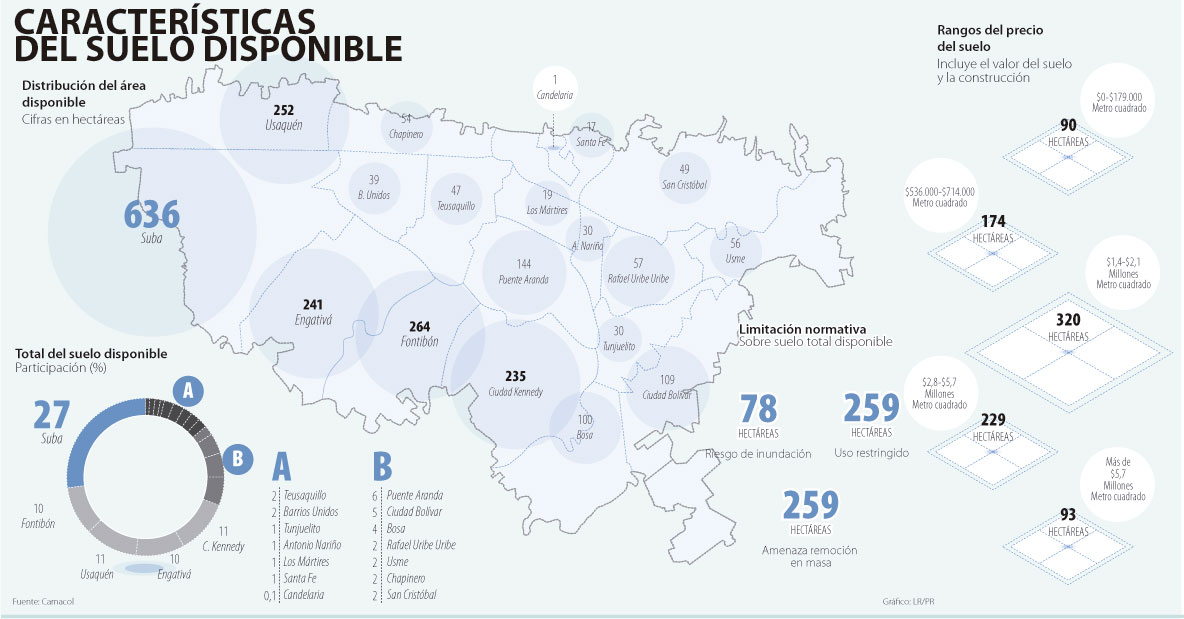 CARACTERÍSTICAS
DEL SUELO DISPONIBLE
Distribución del área
disponible
Cifras en hectáreas
252
Usaquén
54
Chapinero
1
Candelaria
17
Santa Fe
636
Suba
39
B. Unidos
47
Teusaquillo
19
Los Mártires
49
San Cristóbal
30
A. Nariño
144
Puente Aranda
57
Rafael Uribe Uribe
56
Usme
241
Engativá
264
Fontibón
30
Tunjuelito
235
Ciudad Kennedy
109
Ciudad Bolívar
100
Bosa
Total del suelo disponible
Participación (%)
27
Suba
A
B
10
Fontibón
11
Usaquén
10
Engativá
11
C. Kennedy
A
2 Teusaquillo
2 Barrios Unidos
1 Tunjuelito
1 Antonio Nariño
1 Los Mártires
1 Santa Fe
0,1 Candelaria
B
6 Puente Aranda
5 Ciudad Bolívar
4 Bosa
2 Rafael Uribe Uribe
2 Usme
2 Chapinero
2 San Cristóbal
Limitación normativa
Sobre suelo total disponible
78
HECTÁREAS
Riesgo de inundación
259
HECTÁREAS
Uso restringido
259
HECTÁREAS
Amenaza remoción
en masa
Rangos del precio
del suelo
Incluye el valor del suelo
y la construcción
$0-$179.000
Metro cuadrado
90
HECTÁREAS
$536.000-$714.000
Metro cuadrado
174
HECTÁREAS
$1,4-$2,1
Millones
Metro cuadrado
320
HECTÁREAS
$2,8-$5,7
Millones
Metro cuadrado
229
HECTÁREAS
Más de
$5,7
Millones
Metro cuadrado
93
HECTÁREAS
Fuente: Camacol
Gráfico: LR/PR